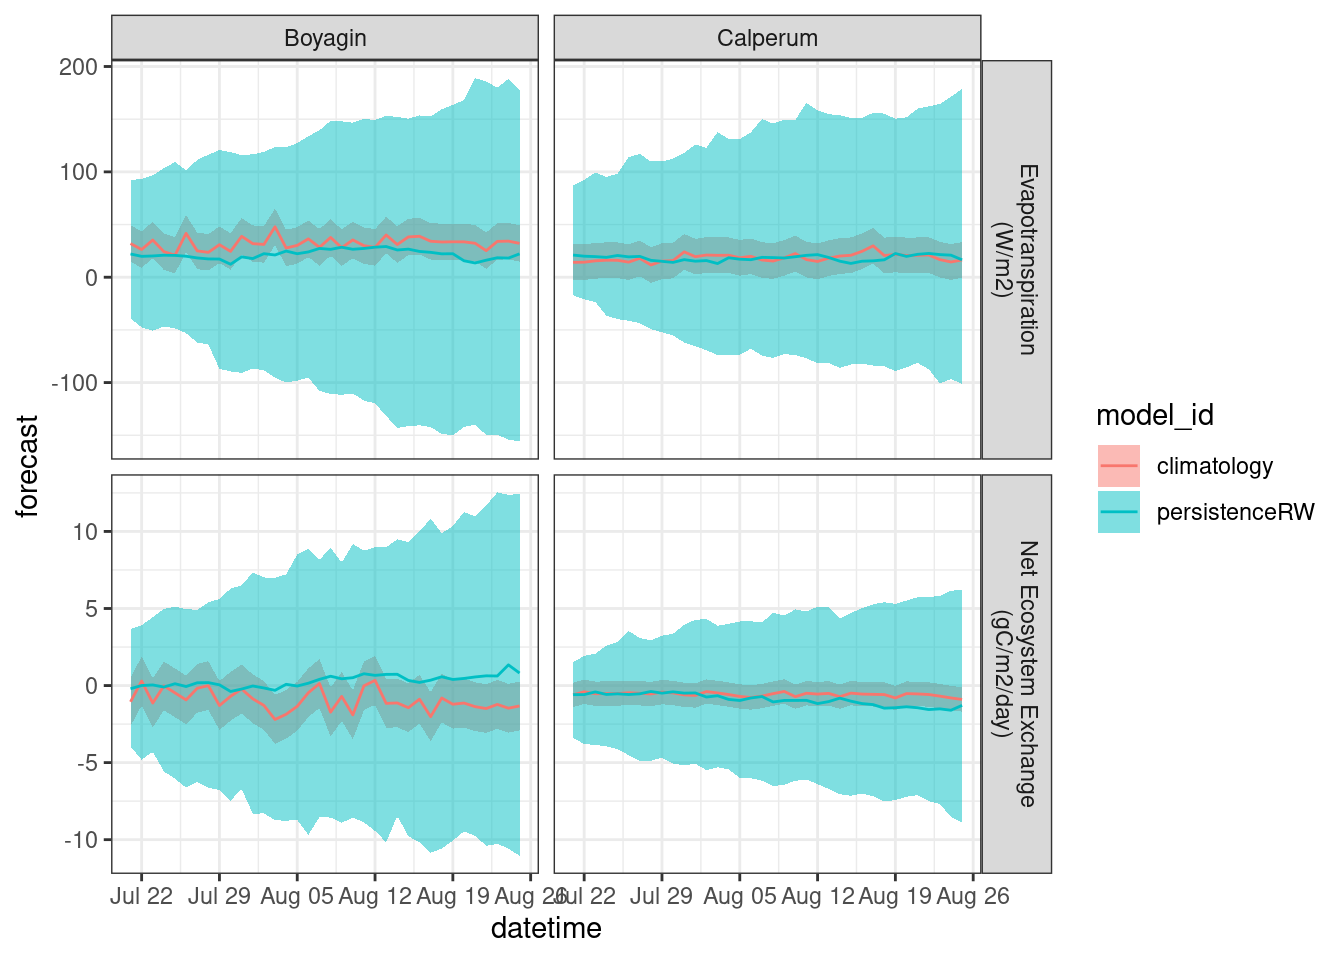 Boyagin
Calperum
200
100
0
-100
Evapotranspiration
(W/m2)
10
5
0
-5
-10
Net Ecosystem Exchange
(gC/m2/day)
Jul 22
Jul 29
Aug 05
Aug 12
Aug 19
Aug 26
Jul 22
Jul 29
Aug 05
Aug 12
Aug 19
Aug 26
datetime
forecast
model_id
climatology
persistenceRW